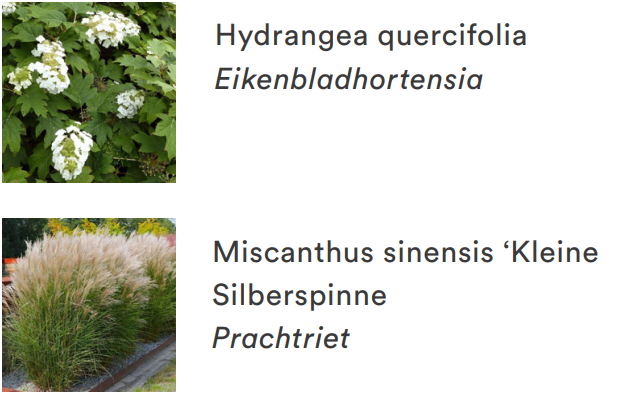 Hydrangea quercifolia
Eikenbladhortensia
Miscanthus sinensis ‘Kleine
Silberspinne
Prachtriet